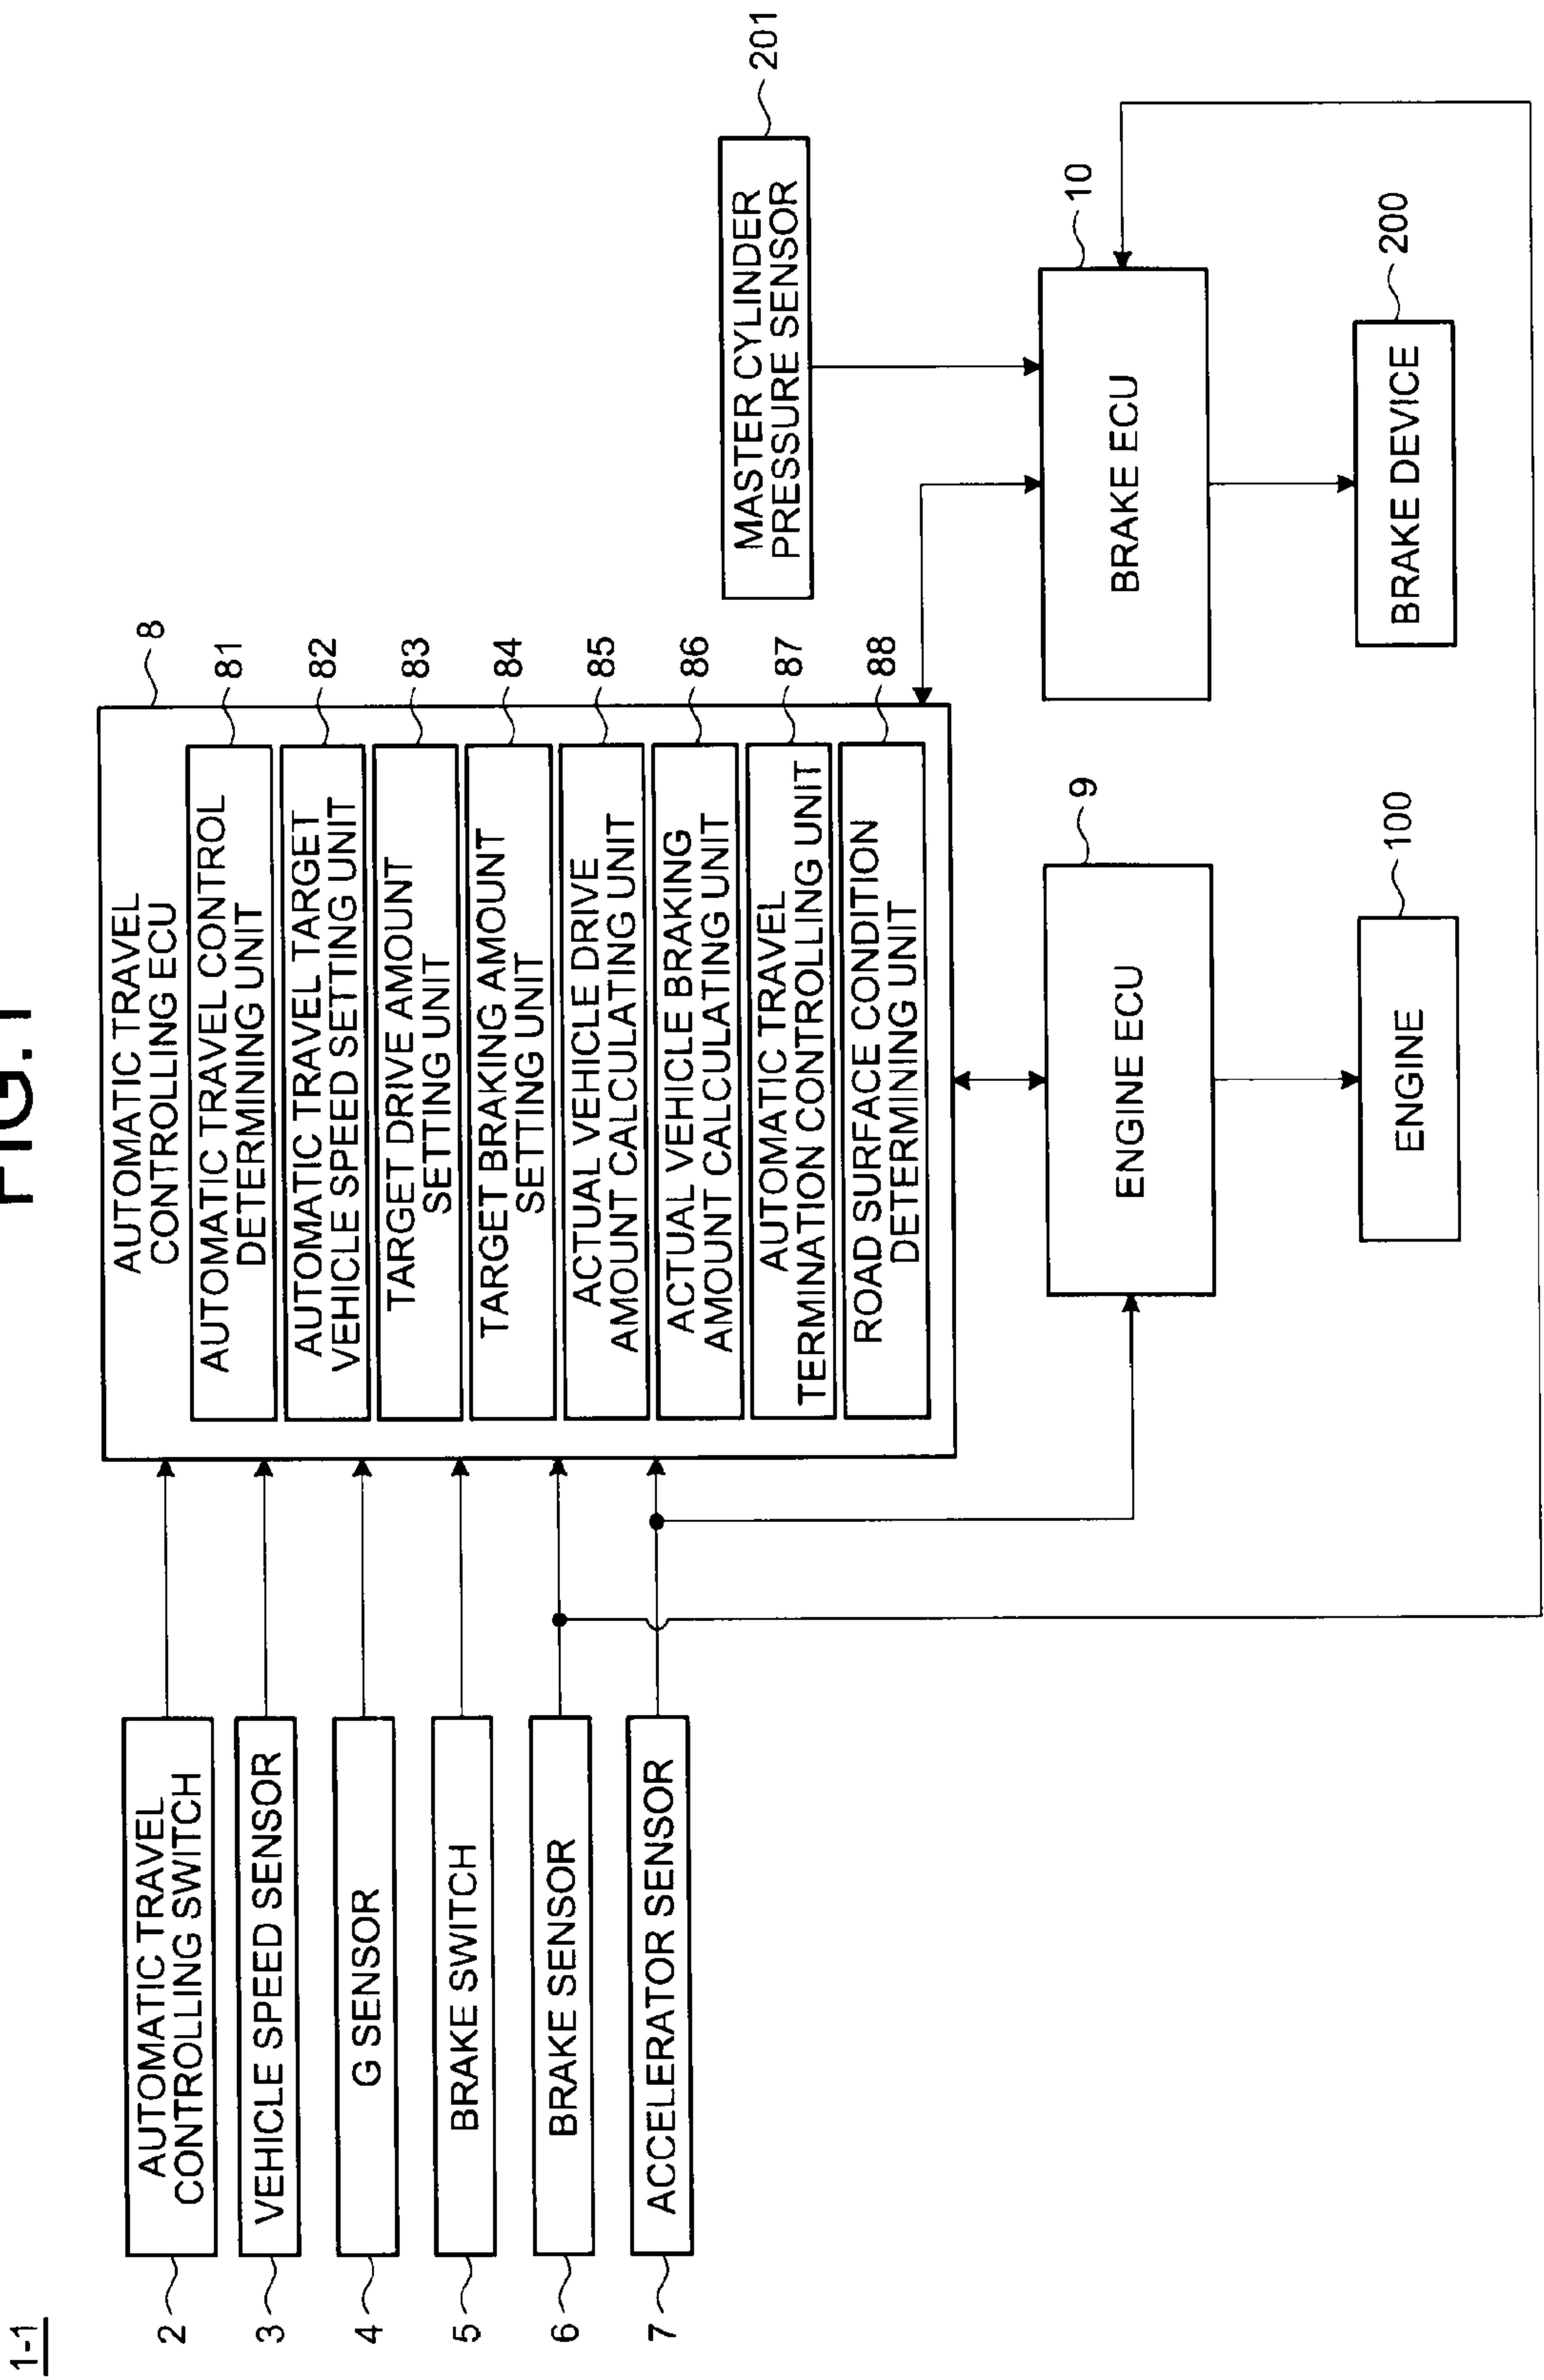 FIG. 1
1-1
2
AUTOMATIC TRAVEL
CONTROLLING SWITCH
3
VEHICLE SPEED SENSOR
4
G SENSOR
5
BRAKE SWITCH
6
BRAKE SENSOR
7
ACCELERATOR SENSOR
8
AUTOMATIC TRAVEL
CONTROLLING ECU
AUTOMATIC TRAVEL CONTROL
DETERMINING UNIT
81
AUTOMATIC TRAVEL TARGET
VEHICLE SPEED SETTING UNIT
82
TARGET DRIVE AMOUNT
SETTING UNIT
83
TARGET BRAKING AMOUNT
SETTING UNIT
84
ACTUAL VEHICLE DRIVE
AMOUNT CALCULATING UNIT
85
ACTUAL VEHICLE BRAKING
AMOUNT CALCULATING UNIT
86
AUTOMATIC TRAVEL
TERMINATION CONTROLLING UNIT
87
ROAD SURFACE CONDITION
DETERMINING UNIT
88
MASTER CYLINDER
PRESSURE SENSOR
201
ENGINE ECU
9
BRAKE ECU
10
ENGINE
100
BRAKE DEVICE
200